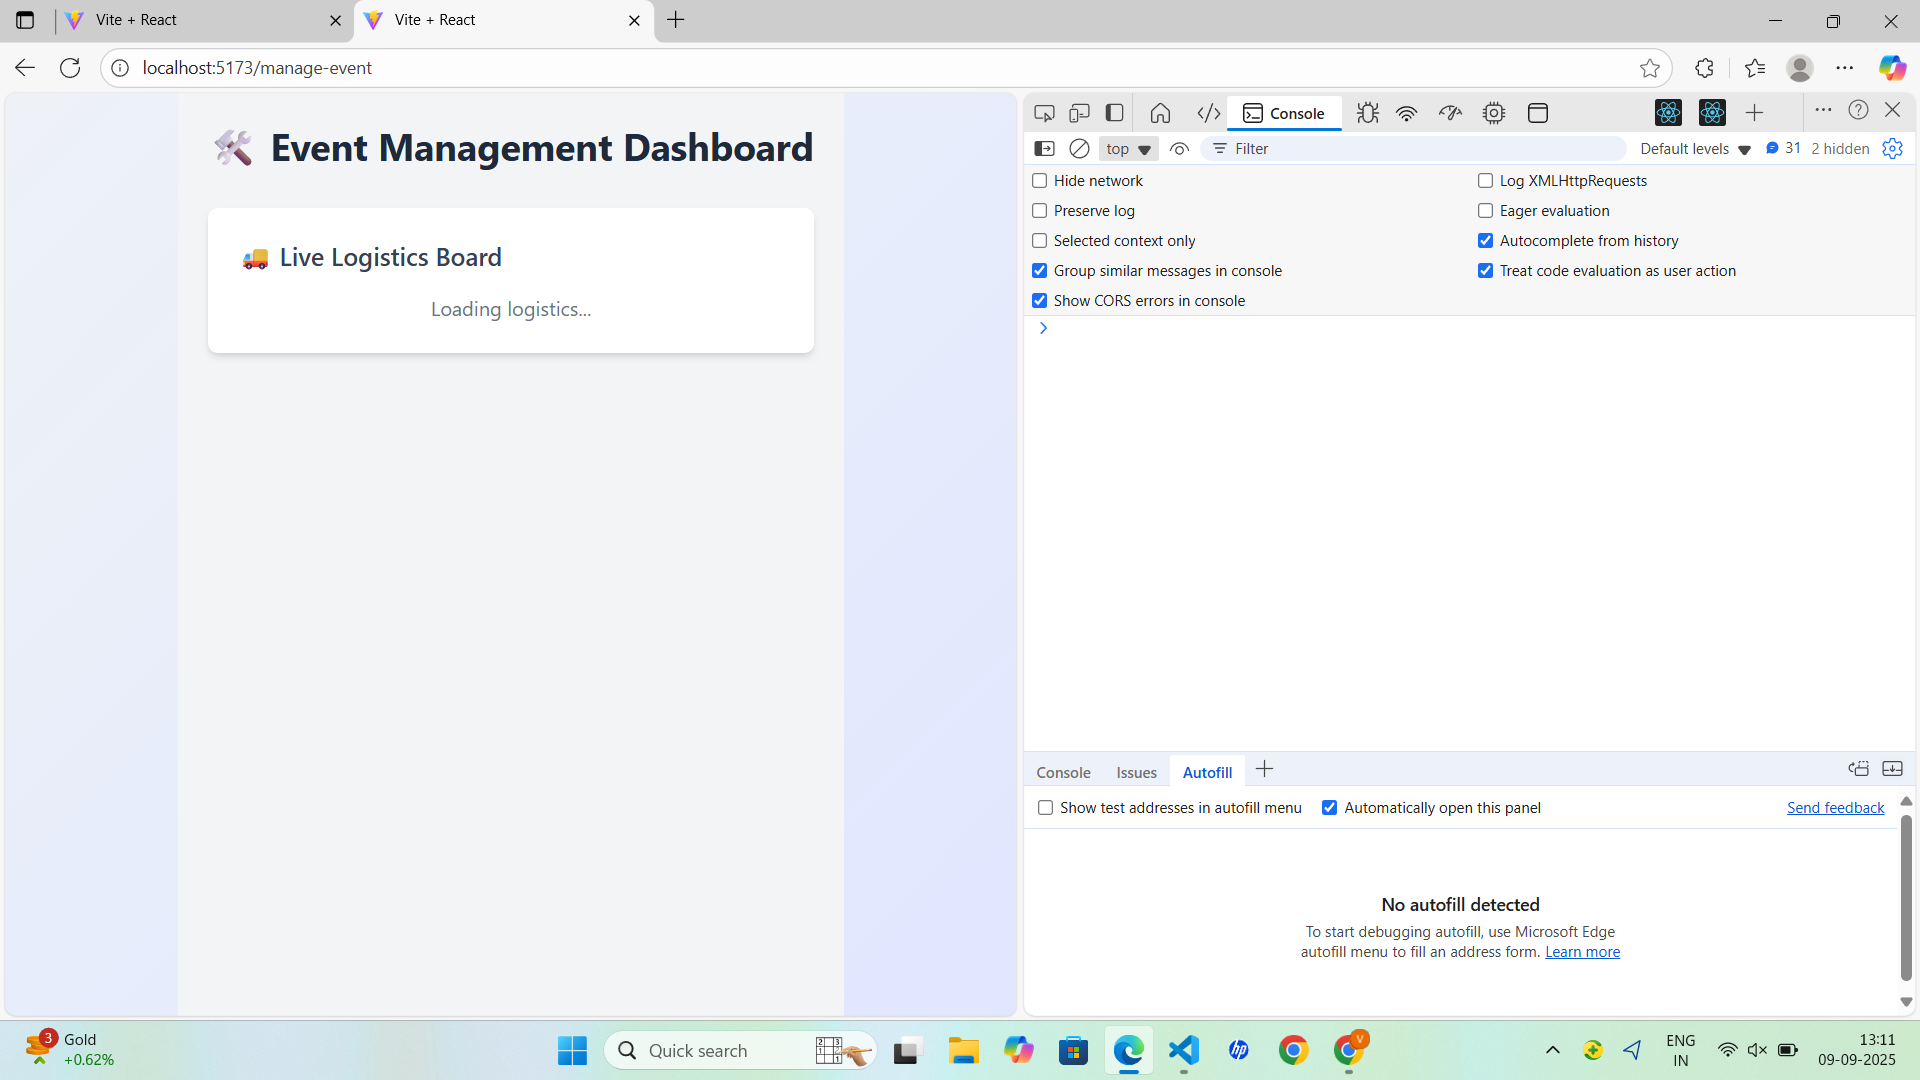 Vite + React
Vite + React
localhost:5173/manage-event
Event Management Dashboard
Live Logistics Board
Loading logistics...
Console
top
Filter
Default levels
31
2 hidden
Hide network
Log XMLHttpRequests
Preserve log
Eager evaluation
Selected context only
Autocomplete from history
Group similar messages in console
Treat code evaluation as user action
Show CORS errors in console
Console
Issues
Autofill
Show test addresses in autofill menu
Automatically open this panel
Send feedback
No autofill detected
To start debugging autofill, use Microsoft Edge
autofill menu to fill an address form. Learn more
3
Gold
+0.62%
Quick search
hp
V
ENG
IN
13:11
09-09-2025